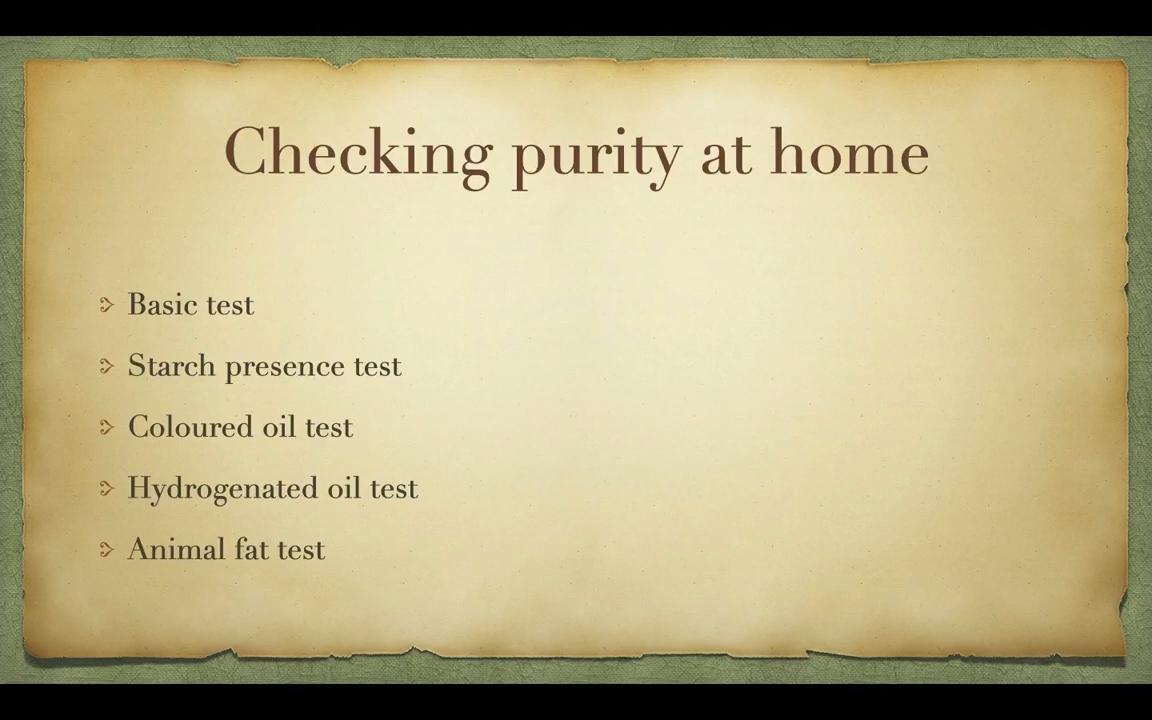 Checking purity at home
Basic test
Starch presence test
Coloured oil test
Hydrogenated oil test
Animal fat test